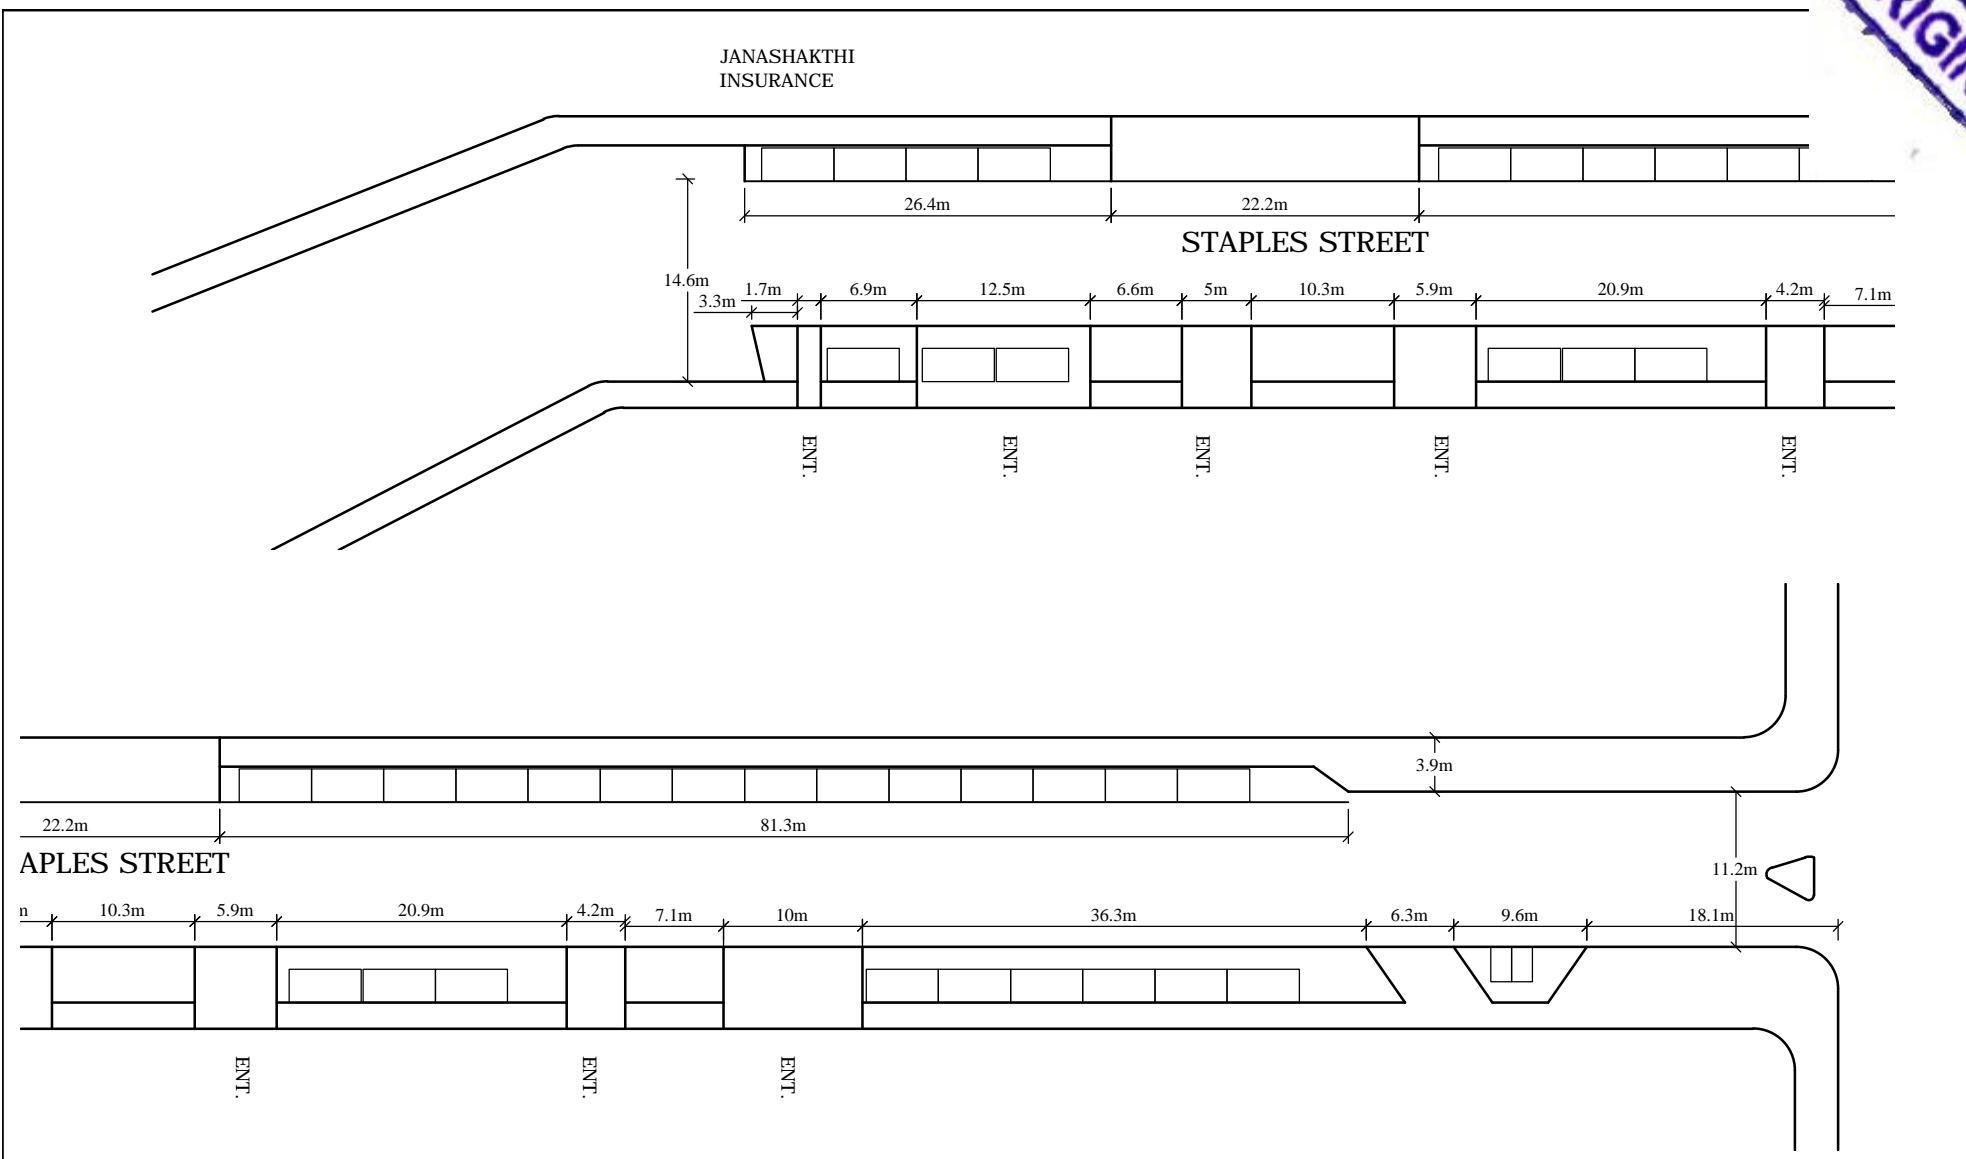 JANASHAKTHI
INSURANCE
26.4m
22.2m
STAPLES STREET
14.6m
3.3m
1.7m
6.9m
12.5m
6.6m
5m
10.3m
5.9m
20.9m
4.2m
7.1m
ENT.
ENT.
ENT.
ENT.
ENT.
3.9m
22.2m
81.3m
APLES STREET
11.2m
m
10.3m
5.9m
20.9m
4.2m
7.1m
10m
36.3m
6.3m
9.6m
18.1m
ENT.
ENT.
ENT.